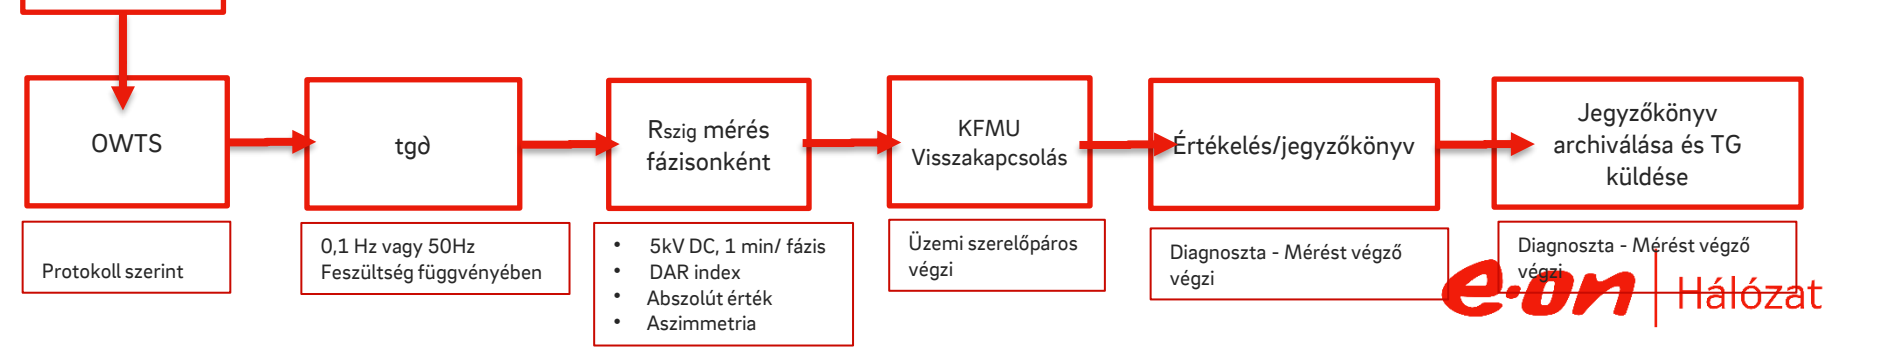 OWTS
tg∂
Rszig mérés
fázisonként
KFMU
Visszakapcsolás
Értékelés/jegyzőkönyv
Jegyzőkönyv
archiválása és TG
küldése
Protokoll szerint
0,1 Hz vagy 50Hz
Feszültség függvényében
• 5kV DC, 1 min/ fázis
• DAR index
• Abszolút érték
• Aszimmetria
Üzemi szerelőpáros
végzi
Diagnoszta - Mérést végző
végzi
Diagnoszta - Mérést végző
végzi
e·on | Hálózat